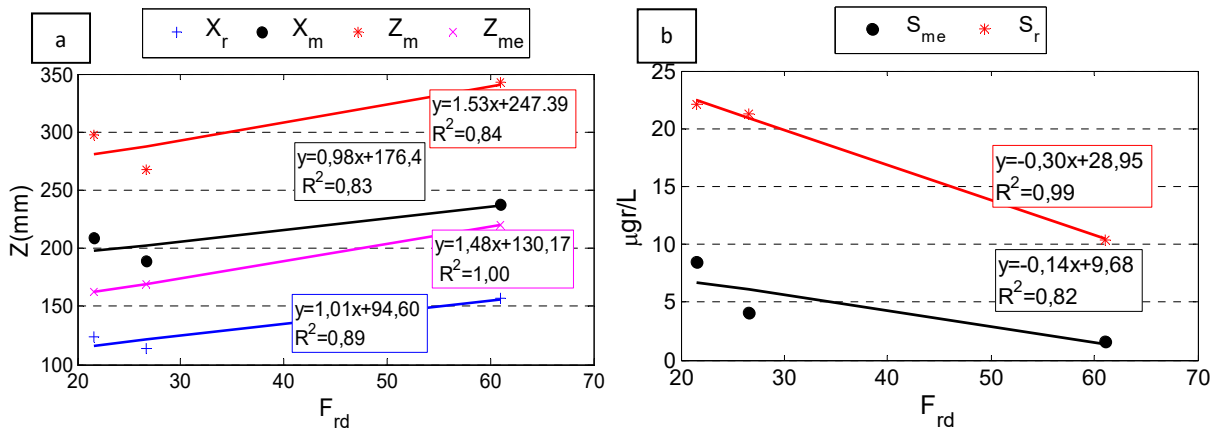 a
X_r X_m Z_m Z_me
350
300
250
200
150
100
20 30 40 50 60 70
Z(mm)
F_rd
y=1.53x+247.39
R^2=0,84
y=0,98x+176,4
R^2=0,83
y=1,48x+130,17
R^2=1,00
y=1,01x+94,60
R^2=0,89
b
S_me S_r
25
20
15
10
5
0
20 30 40 50 60 70
µgr/L
F_rd
y=-0,30x+28,95
R^2=0,99
y=-0,14x+9,68
R^2=0,82